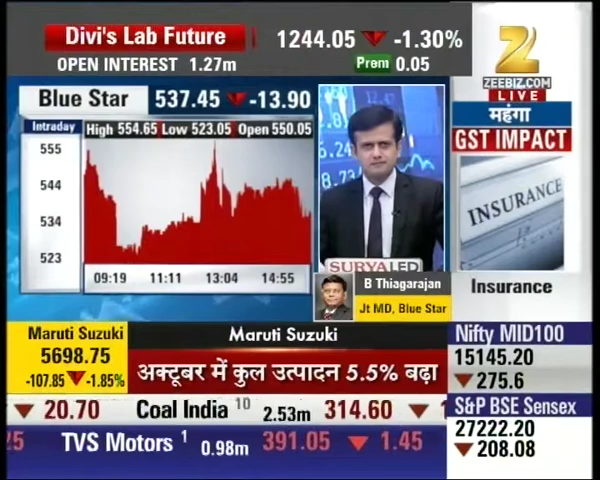 Divi's Lab Future
1244.05 -1.30%
OPEN INTEREST 1.27m
Prem 0.05
ZEEBIZ.COM
LIVE
Blue Star
537.45 -13.90
Intraday
High 554.65 Low 523.05 Open 550.05
555
544
534
523
09:19 11:11 13:04 14:55
महंगा
GST IMPACT
INSURANCE
Insurance
SURYA LED
B Thiagarajan
Jt MD, Blue Star
Maruti Suzuki
5698.75
-107.85 -1.85%
Maruti Suzuki
अक्टूबर में कुल उत्पादन 5.5% बढ़ा
Nifty MID100
15145.20
275.6
S&P BSE Sensex
27222.20
208.08
20.70 Coal India 10 2.53m 314.60
TVS Motors 1 0.98m 391.05 1.45